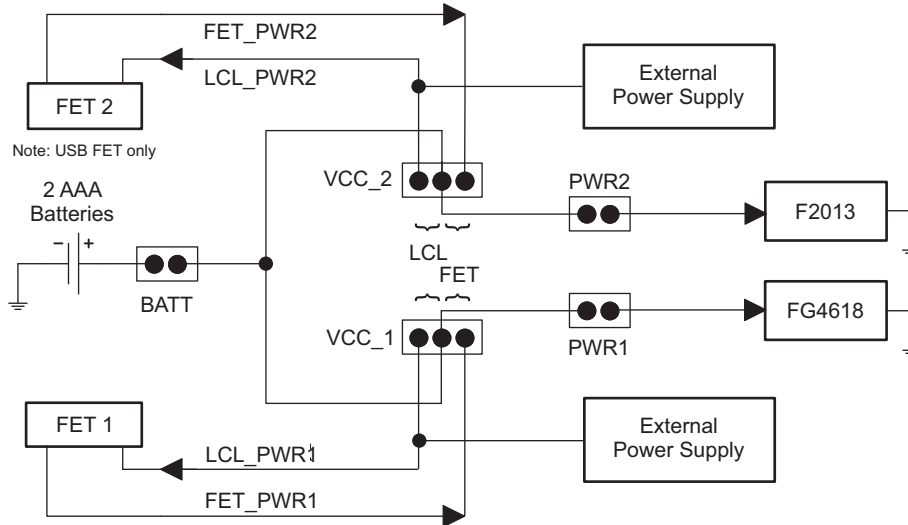 FET_PWR2
LCL_PWR2
External
Power Supply
FET 2
Note: USB FET only
VCC_2
PWR2
2 AAA
Batteries
F2013
– +
LCL
FET
BATT
FG4618
VCC_1
PWR1
FET 1
External
Power Supply
LCL_PWR1
FET_PWR1